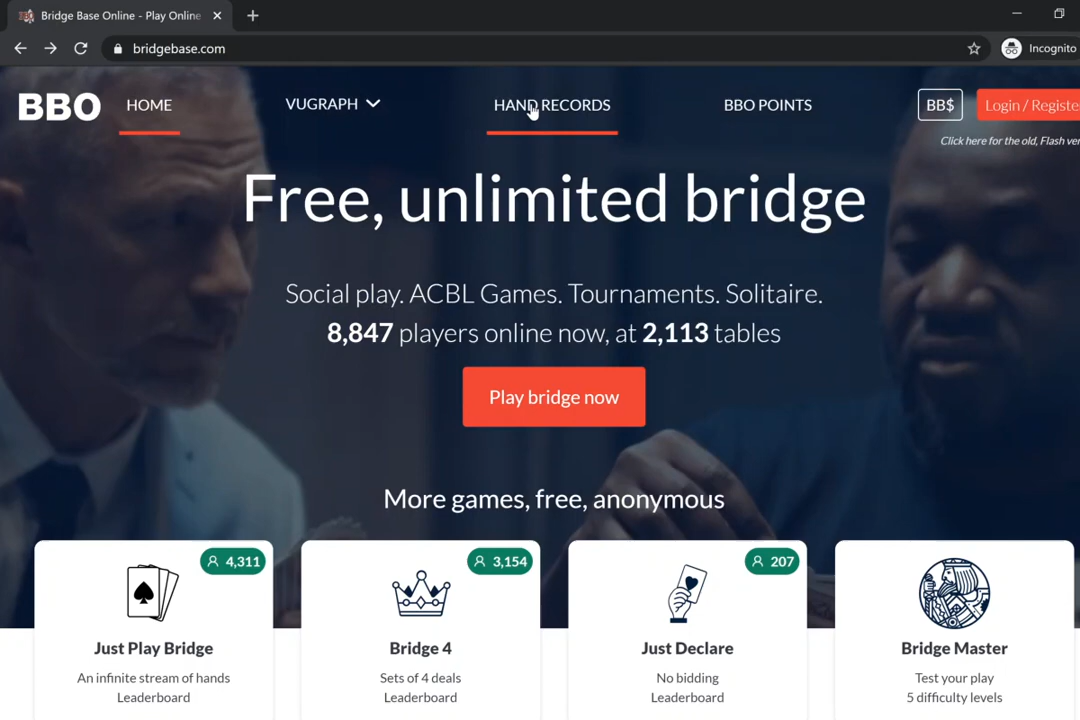 Bridge Base Online - Play Online
bridgebase.com
Incognito
BBO
HOME
VUGRAPH
HAND RECORDS
BBO POINTS
BB$
Login / Registe
Click here for the old, Flash ver
Free, unlimited bridge
Social play. ACBL Games. Tournaments. Solitaire.
8,847 players online now, at 2,113 tables
Play bridge now
More games, free, anonymous
4,311
3,154
207
Just Play Bridge
Bridge 4
Just Declare
Bridge Master
An infinite stream of hands
Sets of 4 deals
No bidding
Test your play
Leaderboard
Leaderboard
Leaderboard
5 difficulty levels